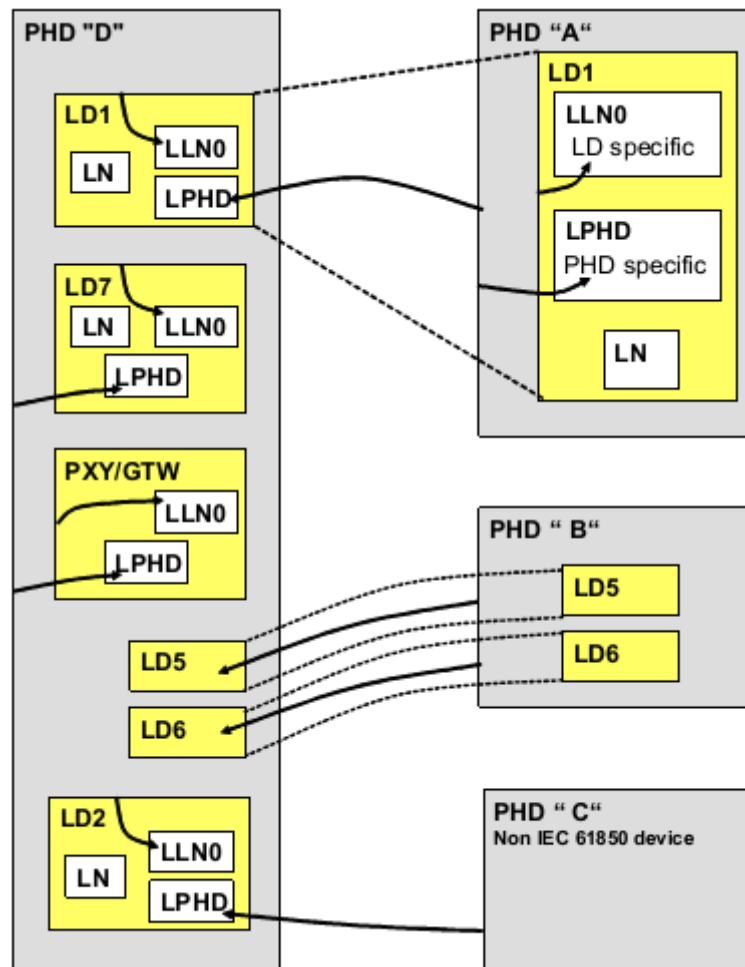 PHD "D"
LD1
LLN0
LN
LPHD
LD7
LN
LLN0
LPHD
PXY/GTW
LLN0
LPHD
LD5
LD6
LD2
LLN0
LN
LPHD
PHD “A“
LD1
LLN0
LD specific
LPHD
PHD specific
LN
PHD “ B“
LD5
LD6
PHD “ C“
Non IEC 61850 device